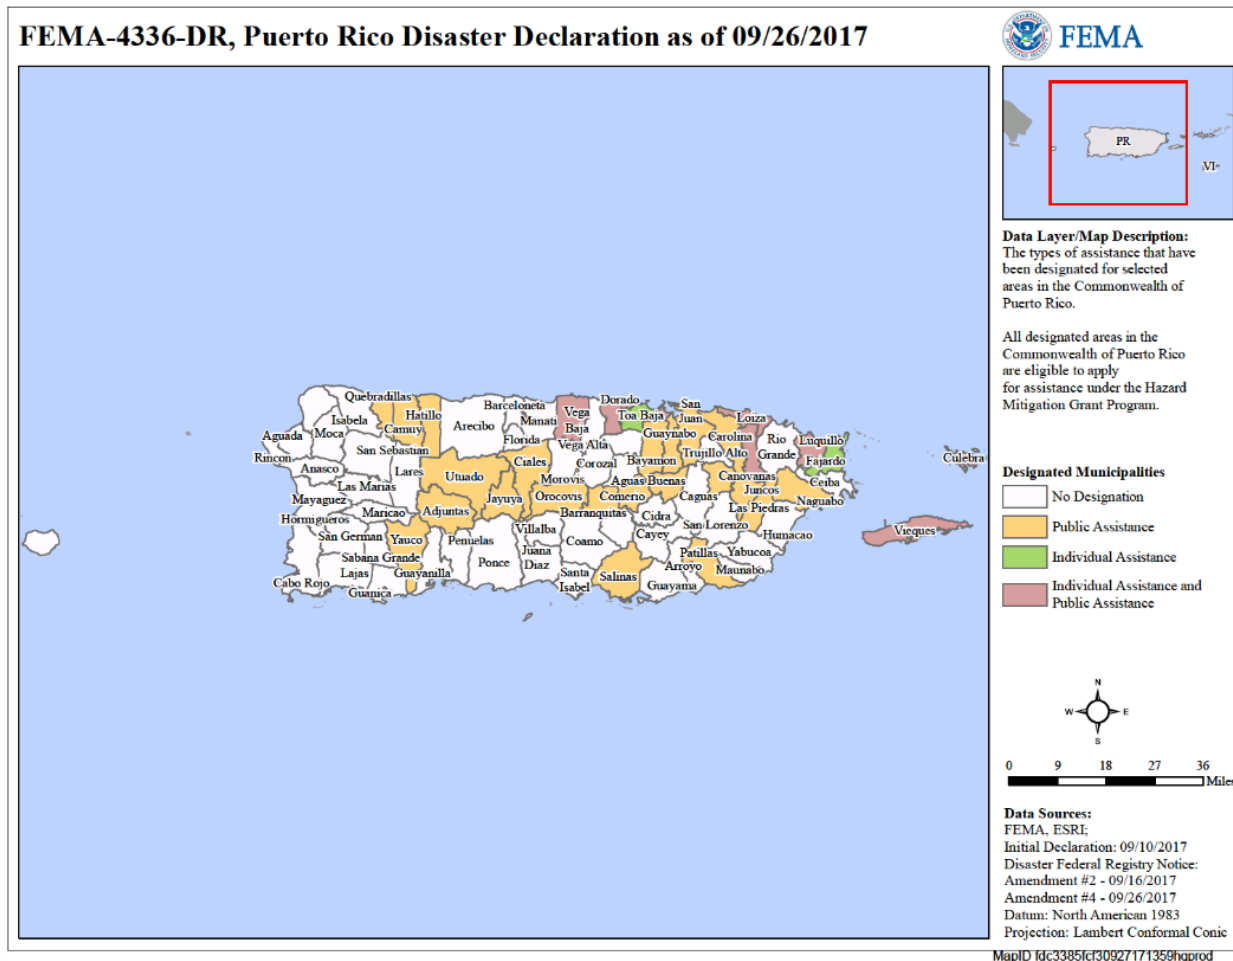 FEMA-4336-DR, Puerto Rico Disaster Declaration as of 09/26/2017
FEMA
PR
VI
Data Layer/Map Description:
The types of assistance that have
been designated for selected
areas in the Commonwealth of
Puerto Rico.
All designated areas in the
Commonwealth of Puerto Rico
are eligible to apply
for assistance under the Hazard
Mitigation Grant Program.
Designated Municipalities
No Designation
Public Assistance
Individual Assistance
Individual Assistance and
Public Assistance
N
W E
S
0 9 18 27 36
Miles
Data Sources:
FEMA, ESRI;
Initial Declaration: 09/10/2017
Disaster Federal Registry Notice:
Amendment #2 - 09/16/2017
Amendment #4 - 09/26/2017
Datum: North American 1983
Projection: Lambert Conformal Conic
MapID fdc3385fcf30927171359hqprod
Quebradillas
Isabela
Camuy
Hatillo
Arecibo
Barceloneta
Manati
Florida
Vega
Baja
Vega Alta
Dorado
Toa Baja
San
Juan
Guaynabo
Carolina
Loiza
Rio
Grande
Luquillo
Fajardo
Ceiba
Culebra
Aguada
Moca
Rincon
San Sebastian
Anasco
Lares
Utuado
Ciales
Morovis
Corozal
Bayamon
Trujillo Alto
Canovanas
Las Marias
Mayaguez
Maricao
Adjuntas
Jayuya
Orocovis
Comerio
Aguas Buenas
Caguas
Juncos
Naguabo
Las Piedras
Barranquitas
Cidra
San Lorenzo
Humacao
Vieques
Hormigueros
San German
Yauco
Penuelas
Villalba
Coamo
Cayey
Sabana Grande
Ponce
Juana
Diaz
Patillas
Yabucoa
Cabo Rojo
Lajas
Guanica
Guayanilla
Santa
Isabel
Salinas
Guayama
Arroyo
Maunabo